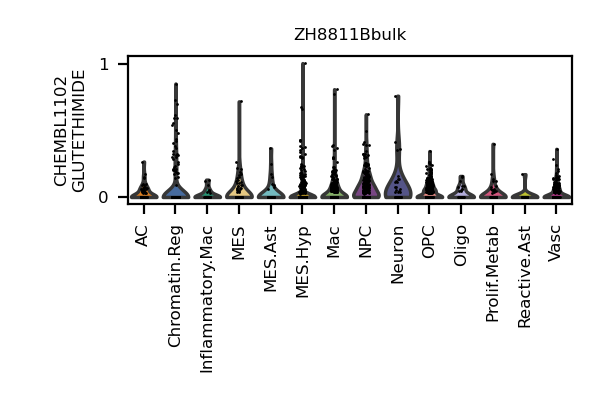 ZH8811Bbulk
CHEMBL1102
GLUTETHIMIDE
1
0
AC
Chromatin.Reg
Inflammatory.Mac
MES
MES.Ast
MES.Hyp
Mac
NPC
Neuron
OPC
Oligo
Prolif.Metab
Reactive.Ast
Vasc